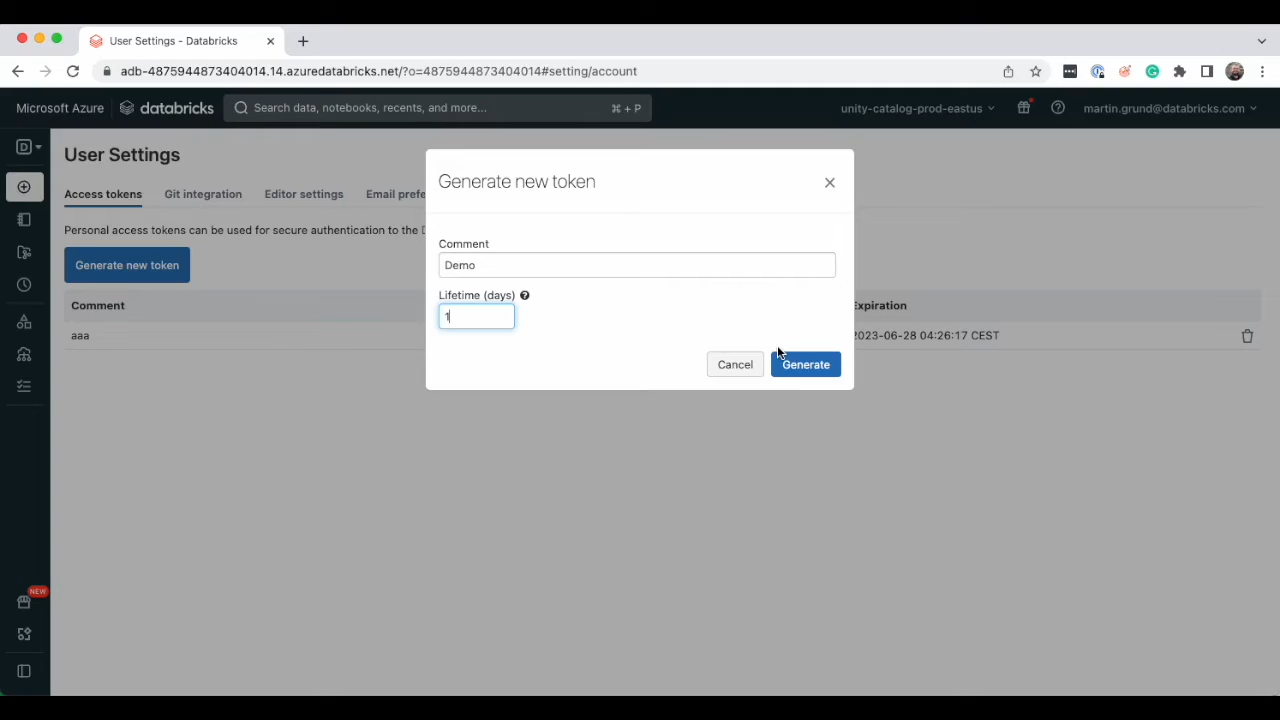 User Settings - Databricks
adb-4875944873404014.14.azuredatabricks.net/?o=4875944873404014#setting/account
Microsoft Azure databricks Search data, notebooks, recents, and more... ⌘ + P unity-catalog-prod-eastus martin.grund@databricks.com
D
User Settings
Access tokens Git integration Editor settings Email prefe
Personal access tokens can be used for secure authentication to the
Generate new token
Comment Expiration
aaa 2023-06-28 04:26:17 CEST
Generate new token
Comment
Demo
Lifetime (days)
1
Cancel Generate
NEW